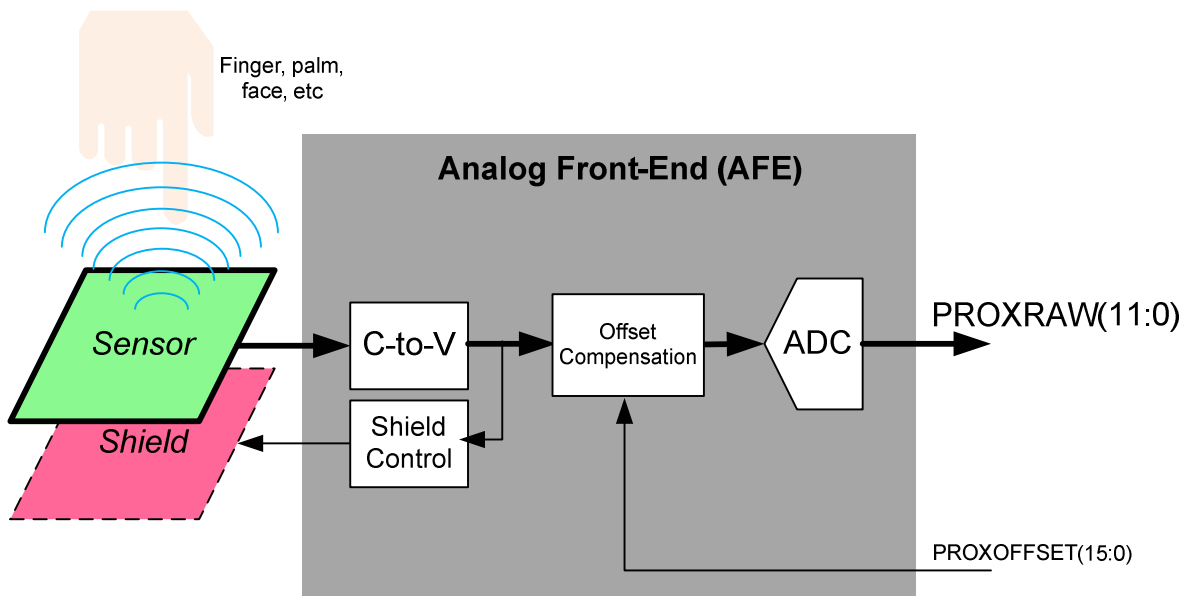 Finger, palm,
face, etc
Analog Front-End (AFE)
Sensor
C-to-V
Offset
Compensation
ADC
PROXRAW(11:0)
Shield
Shield
Control
PROXOFFSET(15:0)